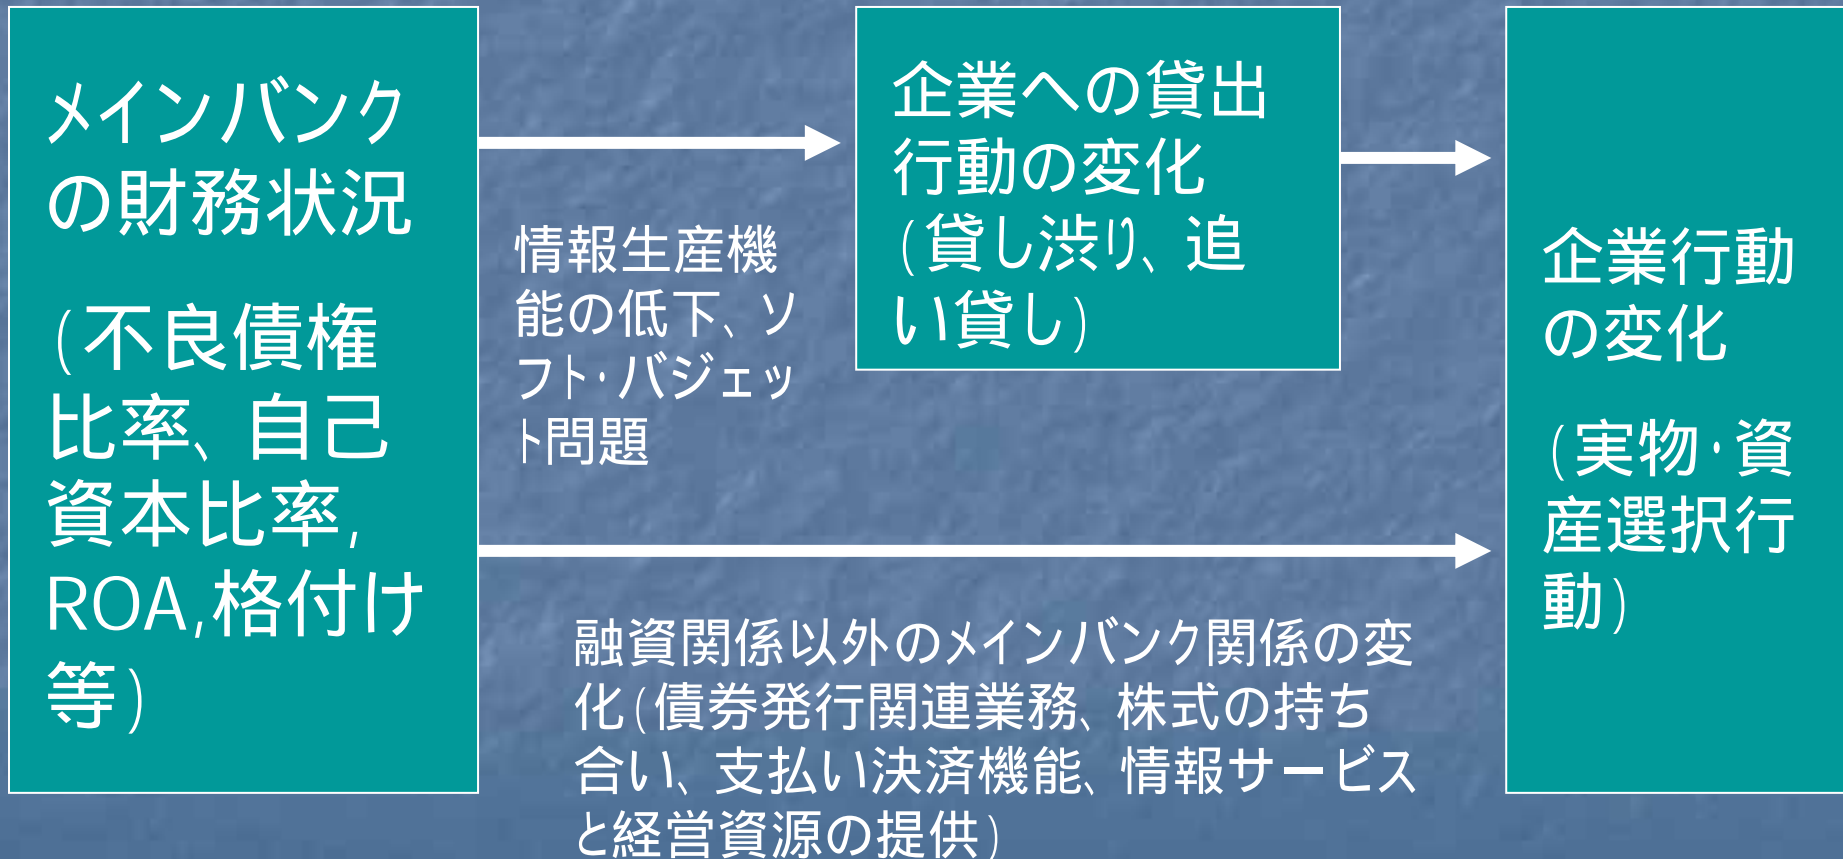 メインバンク
の財務状況
(不良債権
比率、自己
資本比率,
ROA,格付け
等)
情報生産機
能の低下、ソ
フト・バジェッ
ト問題
企業への貸出
行動の変化
(貸し渋り、追
い貸し)
融資関係以外のメインバンク関係の変
化(債券発行関連業務、株式の持ち
合い、支払い決済機能、情報サービス
と経営資源の提供)
企業行動
の変化
(実物・資
産選択行
動)